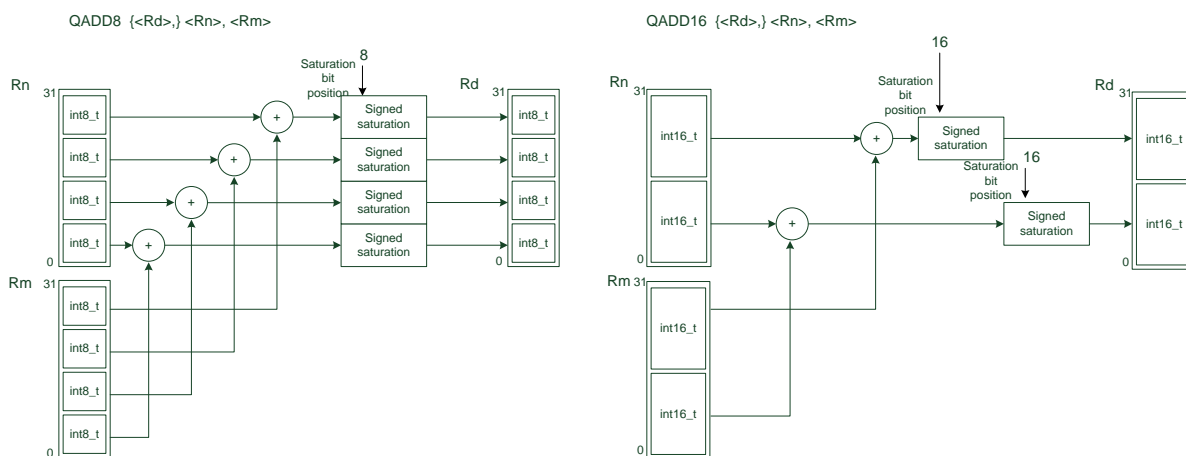 QADD8 {<Rd>,} <Rn>, <Rm>
8
Saturation
bit
position
Rn
31
int8_t
int8_t
int8_t
int8_t
0
+
+
+
+
Signed
saturation
Signed
saturation
Signed
saturation
Signed
saturation
Rd
31
int8_t
int8_t
int8_t
int8_t
0
Rm
31
int8_t
int8_t
int8_t
int8_t
0
QADD16 {<Rd>,} <Rn>, <Rm>
16
Saturation
bit
position
Rn
31
int16_t
int16_t
0
+
+
Signed
saturation
16
Saturation
bit
position
Signed
saturation
Rd
31
int16_t
int16_t
0
Rm
31
int16_t
int16_t
0